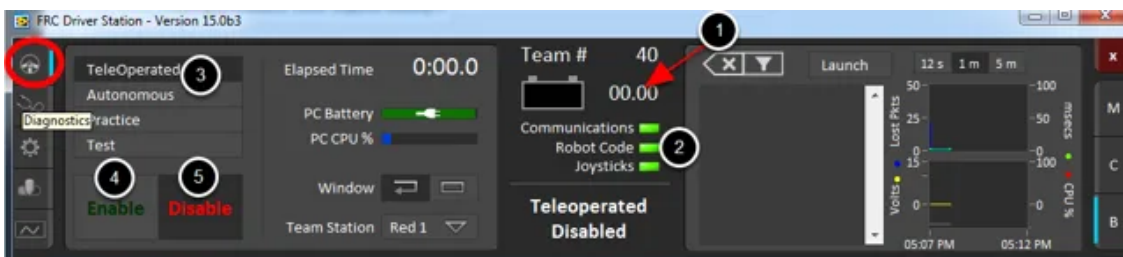 FRC Driver Station - Version 15.0b3
1
TeleOperated
3
Autonomous
Diagnostics
Practice
Test
4
5
Enable
Disable
Elapsed Time 0:00.0
PC Battery
PC CPU %
Window
Team Station Red 1
Team # 40
00.00
Communications
Robot Code
Joysticks
2
Teleoperated
Disabled
X
Launch
12 s 1 m 5 m
Lost Pkts
50
25
0
100
50
0
msecs
Volts
15
0
100
0
CPU %
05:07 PM 05:12 PM
x
M
C
B